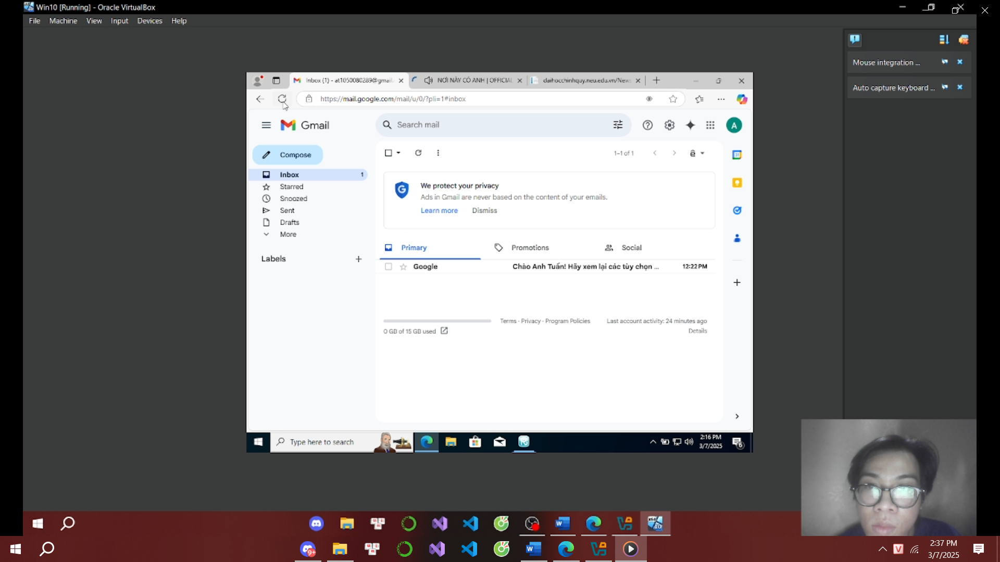 Win10 [Running] - Oracle VirtualBox
File Machine View Input Devices Help
Mouse integration ...
Auto capture keyboard ...
Inbox (1) - at1050080289@gmail.
NƠI NÀY CÓ ANH | OFFICIAL
daihocchinhquy.neu.edu.vn/News
https://mail.google.com/mail/u/0/?pli=1#inbox
Gmail
Search mail
A
Compose
1-1 of 1
ê
Inbox 1
Starred
Snoozed
Sent
Drafts
More
Labels
We protect your privacy
Ads in Gmail are never based on the content of your emails.
Learn more Dismiss
31
Primary Promotions Social
Google Chào Anh Tuấn! Hãy xem lại các tùy chọn ... 12:22 PM
Terms · Privacy · Program Policies
Last account activity: 24 minutes ago
0 GB of 15 GB used
Details
Type here to search
2:16 PM
3/7/2025
6
9+
2:37 PM
3/7/2025